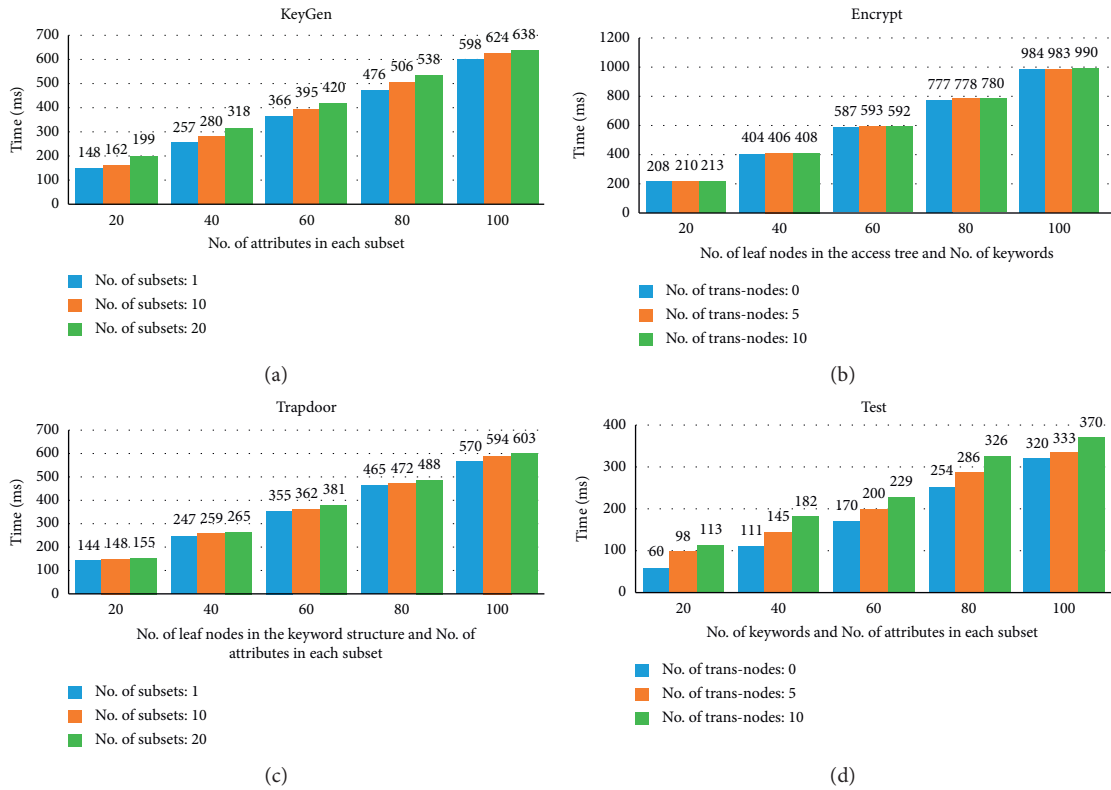 KeyGen
700
600
500
400
300
200
100
0
Time (ms)
148 162 199
257 280 318
366 395 420
476 506 538
598 624 638
20 40 60 80 100
No. of attributes in each subset
No. of subsets: 1
No. of subsets: 10
No. of subsets: 20
(a)
Encrypt
1200
1000
800
600
400
200
0
Time (ms)
208 210 213
404 406 408
587 593 592
777 778 780
984 983 990
20 40 60 80 100
No. of leaf nodes in the access tree and No. of keywords
No. of trans-nodes: 0
No. of trans-nodes: 5
No. of trans-nodes: 10
(b)
Trapdoor
700
600
500
400
300
200
100
0
Time (ms)
144 148 155
247 259 265
355 362 381
465 472 488
570 594 603
20 40 60 80 100
No. of leaf nodes in the keyword structure and No. of
attributes in each subset
No. of subsets: 1
No. of subsets: 10
No. of subsets: 20
(c)
Test
400
300
200
100
0
Time (ms)
60 98 113
111 145 182
170 200 229
254 286 326
320 333 370
20 40 60 80 100
No. of keywords and No. of attributes in each subset
No. of trans-nodes: 0
No. of trans-nodes: 5
No. of trans-nodes: 10
(d)